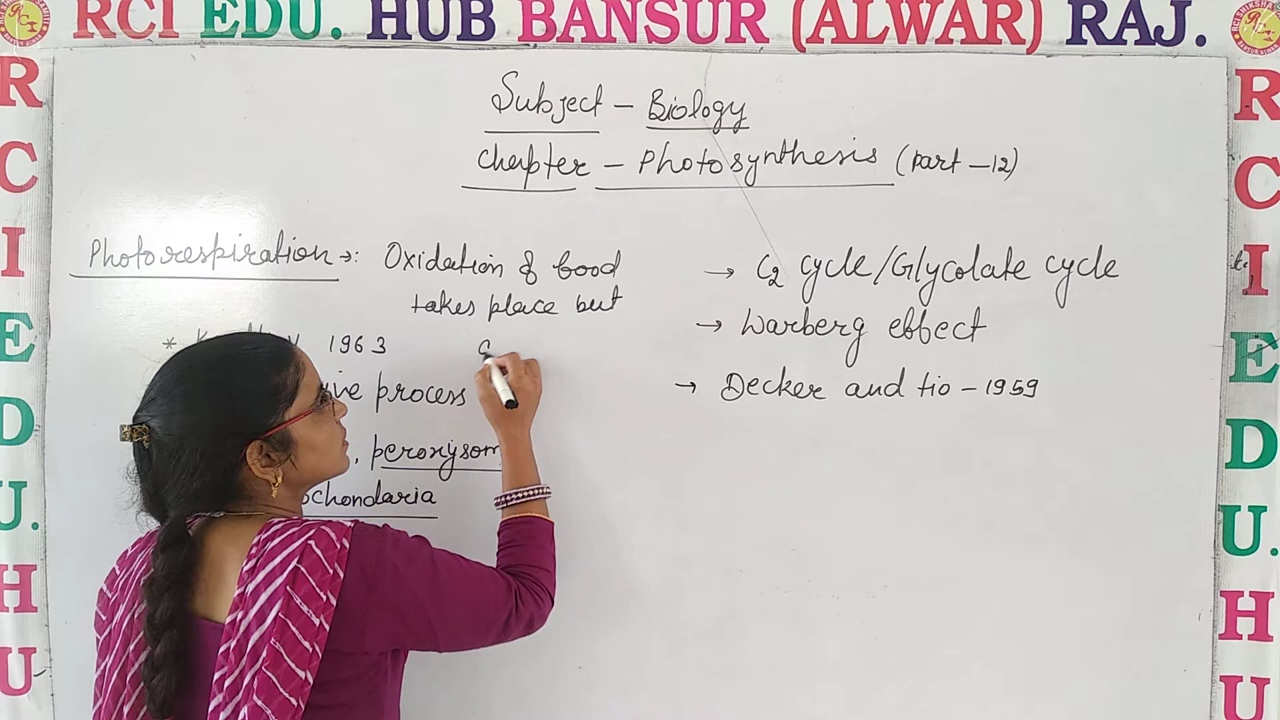 RCI EDU. HUB BANSUR (ALWAR) RAJ.
Subject - Biology
Chapter - Photosynthesis (Part - 12)
Photorespiration →: Oxidation of food
takes place but
* 1963
process
, peroxysom
ochondaria
→ C2 cycle/Glycolate cycle
→ Warberg effect
→ Decker and tio - 1959
R
C
I
E
D
U.
H
U
R
C
I
E
D
U.
H
U